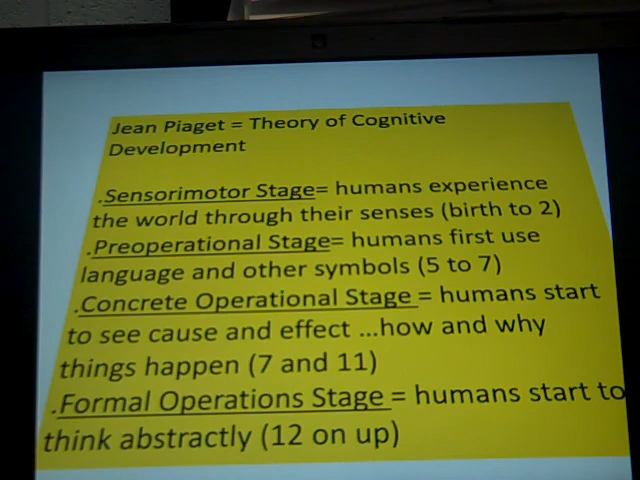 Jean Piaget = Theory of Cognitive
Development
.Sensorimotor Stage= humans experience
the world through their senses (birth to 2)
.Preoperational Stage= humans first use
language and other symbols (5 to 7)
.Concrete Operational Stage = humans start
to see cause and effect ...how and why
things happen (7 and 11)
.Formal Operations Stage = humans start to
think abstractly (12 on up)